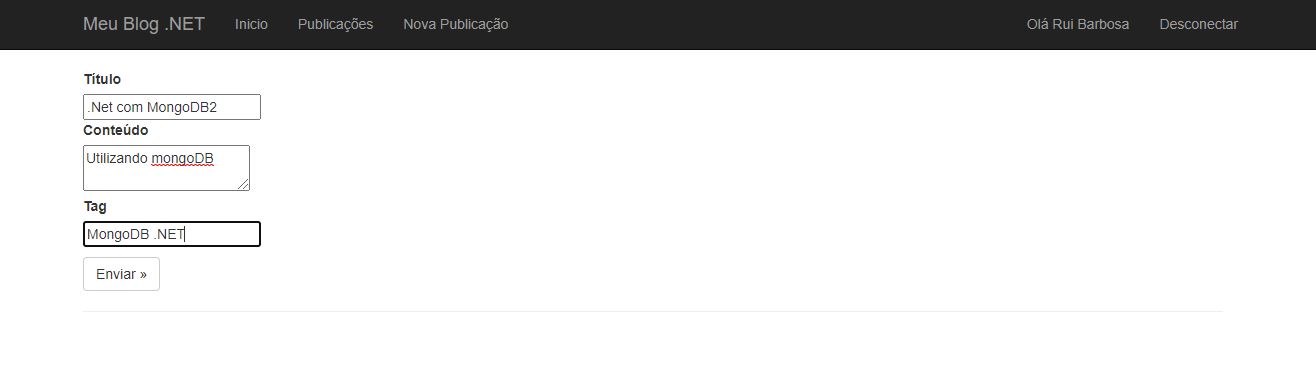 Meu Blog .NET Inicio Publicações Nova Publicação Olá Rui Barbosa Desconectar
Título
.Net com MongoDB2
Conteúdo
Utilizando mongoDB
Tag
MongoDB .NET
Enviar »